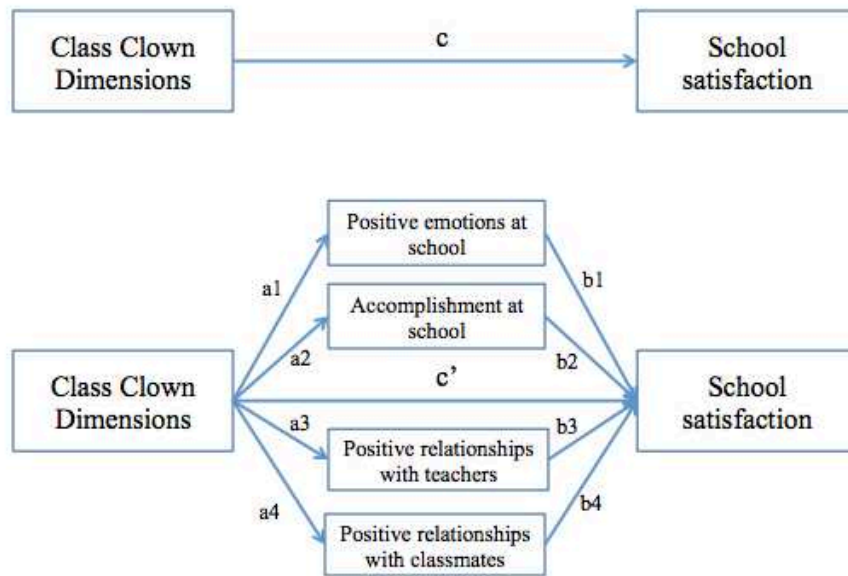 Class Clown
Dimensions
c
School
satisfaction
Positive emotions at
school
a1
b1
Accomplishment at
school
a2
b2
Class Clown
Dimensions
c’
School
satisfaction
a3
b3
Positive relationships
with teachers
a4
b4
Positive relationships
with classmates